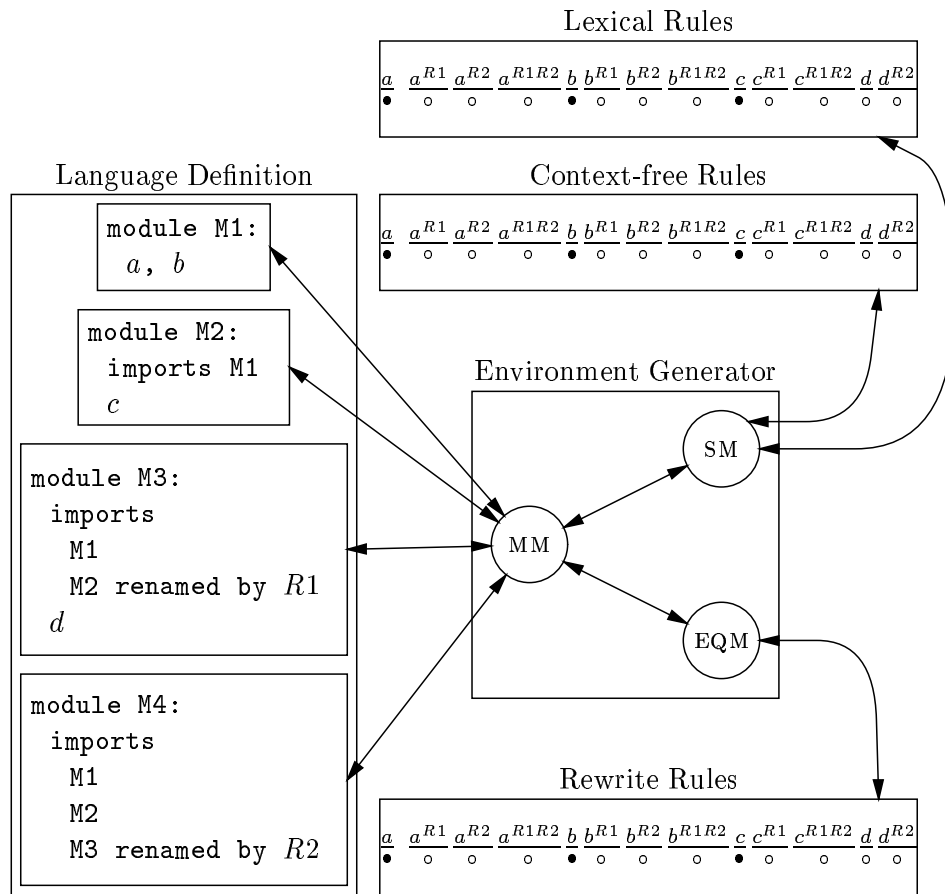 Lexical Rules
a a^{R1} a^{R2} a^{R1R2} b b^{R1} b^{R2} b^{R1R2} c c^{R1} c^{R1R2} d d^{R2}
Language Definition
Context-free Rules
a a^{R1} a^{R2} a^{R1R2} b b^{R1} b^{R2} b^{R1R2} c c^{R1} c^{R1R2} d d^{R2}
module M1:
a, b
module M2:
imports M1
c
module M3:
imports
M1
M2 renamed by R1
d
module M4:
imports
M1
M2
M3 renamed by R2
Environment Generator
SM
MM
EQM
Rewrite Rules
a a^{R1} a^{R2} a^{R1R2} b b^{R1} b^{R2} b^{R1R2} c c^{R1} c^{R1R2} d d^{R2}